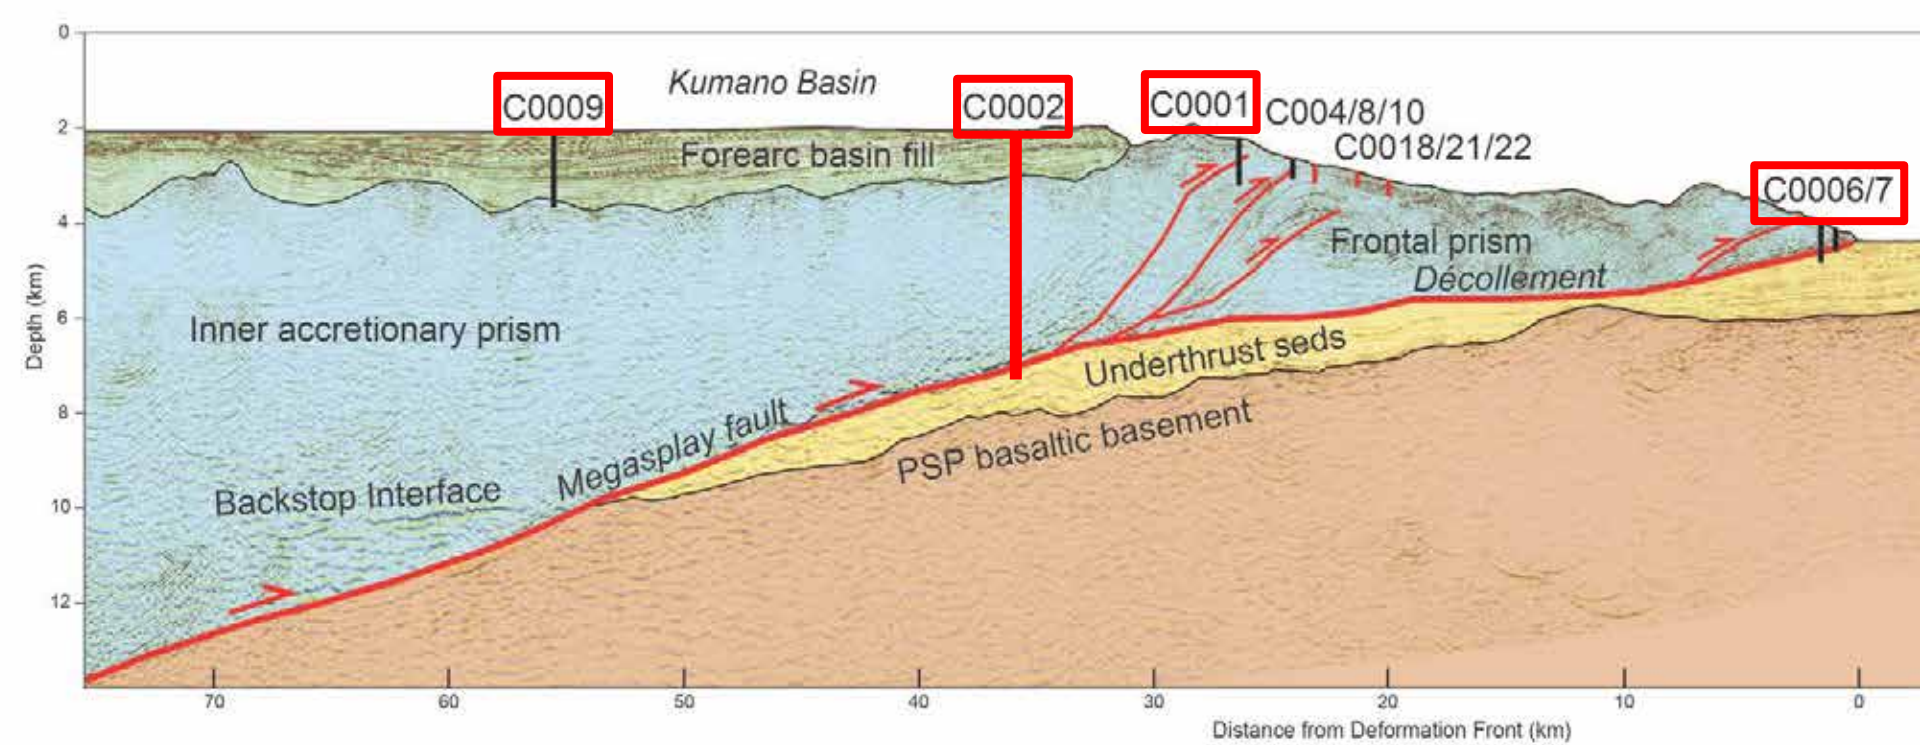 0
Kumano Basin
C0009
C0002
C0001
C004/8/10
2
C0018/21/22
Forearc basin fill
C0006/7
4
Frontal prism
Décollement
Depth (km)
6
Inner accretionary prism
Underthrust seds
8
Megasplay fault
PSP basaltic basement
10
Backstop Interface
12
70
60
50
40
30
20
10
0
Distance from Deformation Front (km)